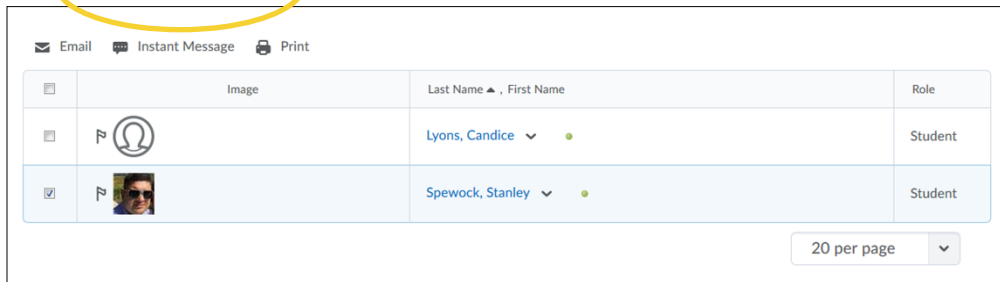 Email Instant Message Print
Image Last Name ▲ , First Name Role
Lyons, Candice Student
Spewock, Stanley Student
20 per page